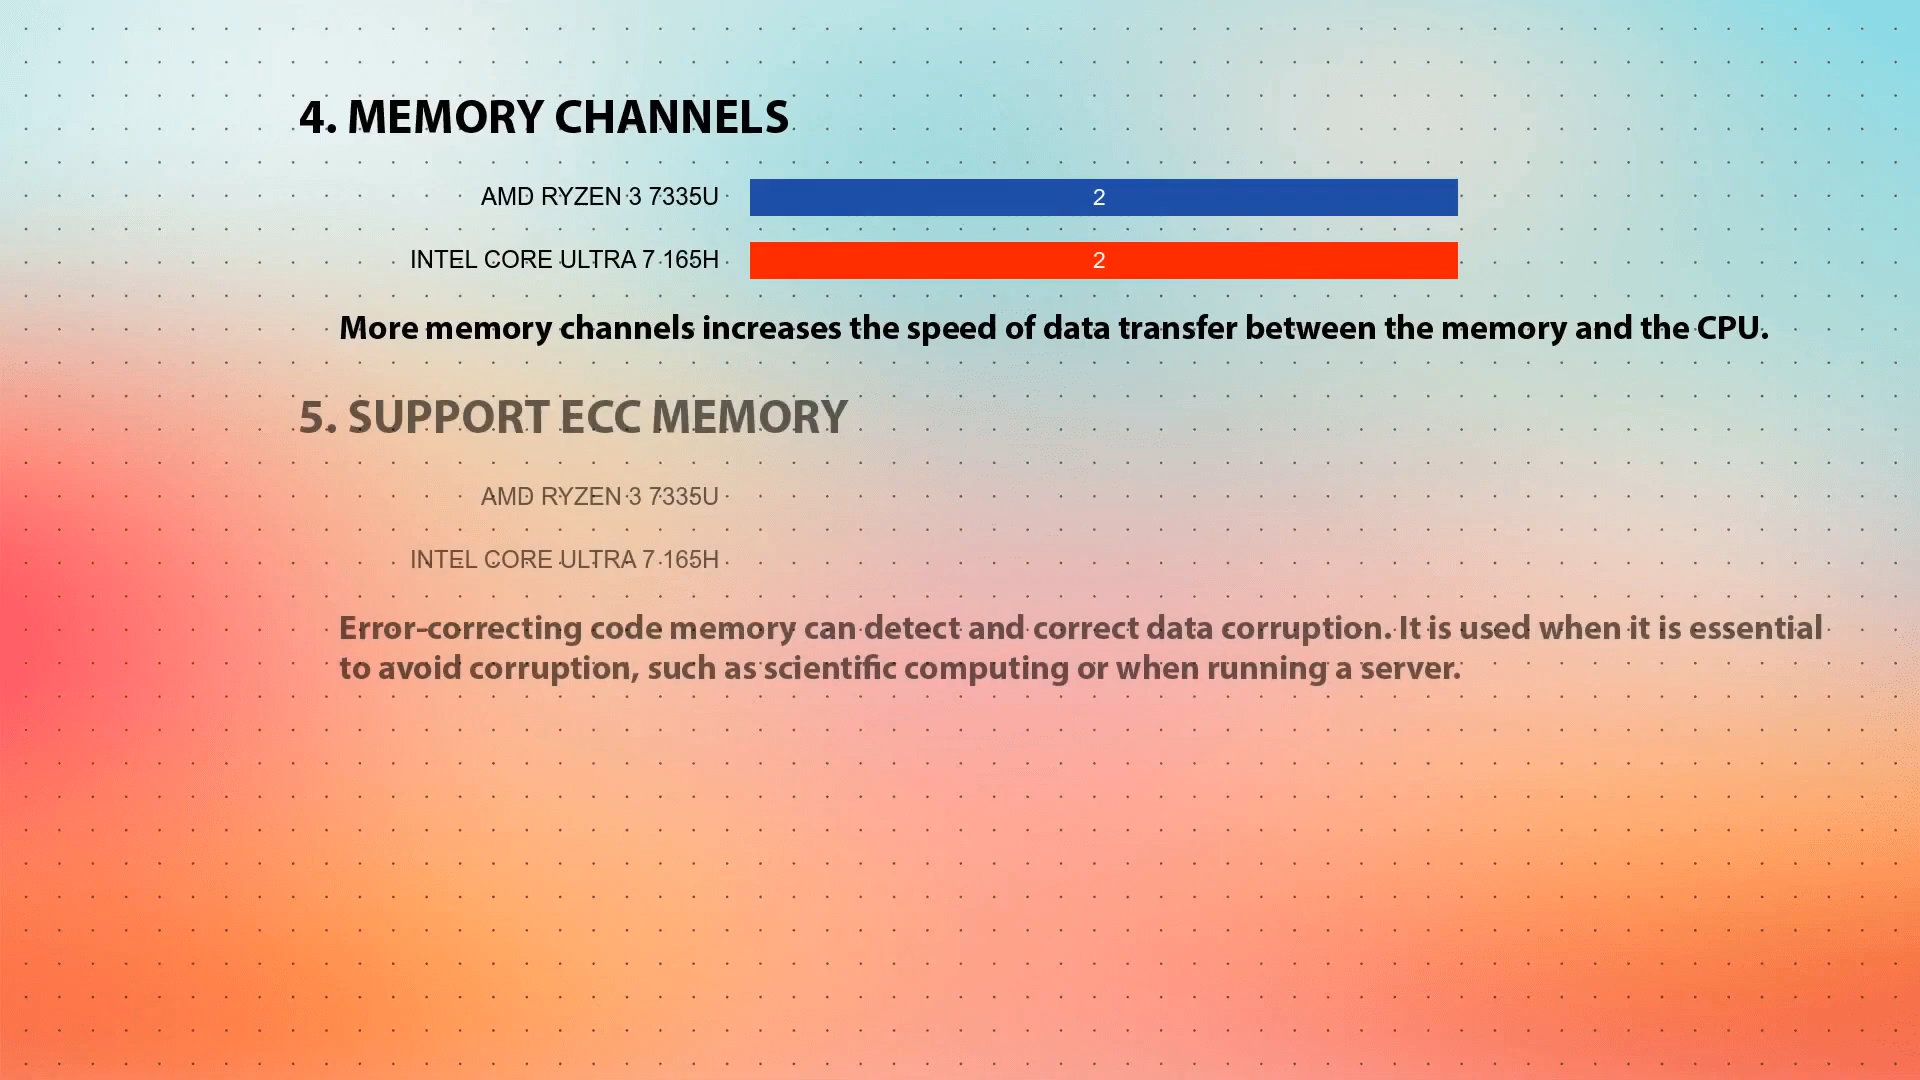 4. MEMORY CHANNELS
AMD RYZEN 3 7335U
2
INTEL CORE ULTRA 7 165H
2
More memory channels increases the speed of data transfer between the memory and the CPU.
5. SUPPORT ECC MEMORY
AMD RYZEN 3 7335U
INTEL CORE ULTRA 7 165H
Error-correcting code memory can detect and correct data corruption. It is used when it is essential
to avoid corruption, such as scientific computing or when running a server.